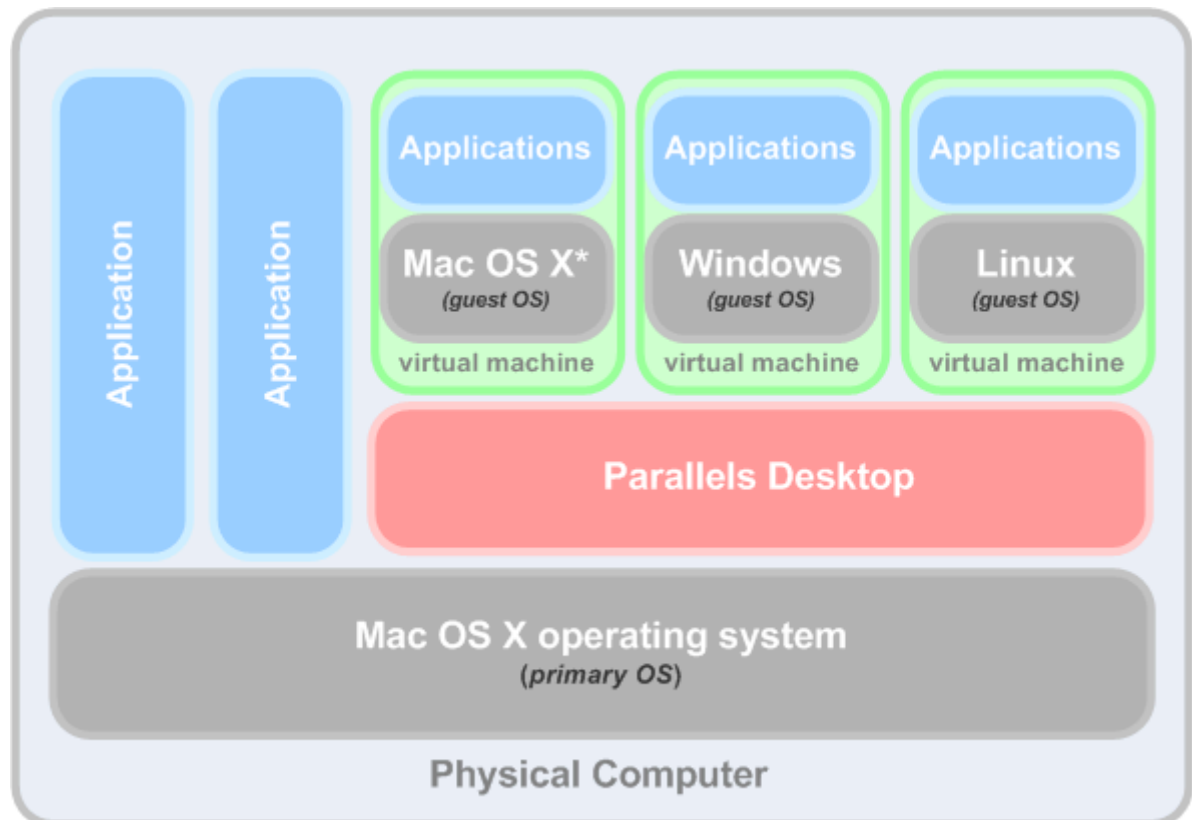 Application
Application
Applications
Mac OS X*
(guest OS)
virtual machine
Applications
Windows
(guest OS)
virtual machine
Applications
Linux
(guest OS)
virtual machine
Parallels Desktop
Mac OS X operating system
(primary OS)
Physical Computer